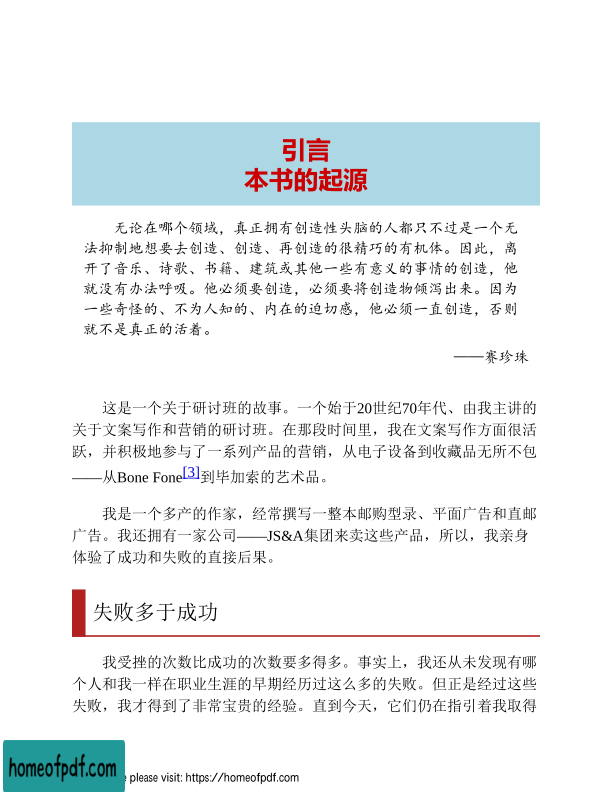 引言
本书的起源
无论在哪个领域，真正拥有创造性头脑的人都只不过是一个无
法抑制地想要去创造、创造、再创造的很精巧的有机体。因此，离
开了音乐、诗歌、书籍、建筑或其他一些有意义的事情的创造，他
就没有办法呼吸。他必须要创造，必须要将创造物倾泻出来。因为
一些奇怪的、不为人知的、内在的迫切感，他必须一直创造，否则
就不是真正的活着。
——赛珍珠
这是一个关于研讨班的故事。一个始于20世纪70年代、由我主讲的
关于文案写作和营销的研讨班。在那段时间里，我在文案写作方面很活
跃，并积极地参与了一系列产品的营销，从电子设备到收藏品无所不包
——从Bone Fone[3]到毕加索的艺术品。
我是一个多产的作家，经常撰写一整本邮购型录、平面广告和直邮
广告。我还拥有一家公司——JS&A集团来卖这些产品，所以，我亲身
体验了成功和失败的直接后果。
失败多于成功
我受挫的次数比成功的次数要多得多。事实上，我还从未发现有哪
个人和我一样在职业生涯的早期经历过这么多的失败。但正是经过这些
失败，我才得到了非常宝贵的经验。直到今天，它们仍在指引着我取得
homeofpdf.com
e please visit: https://homeofpdf.com